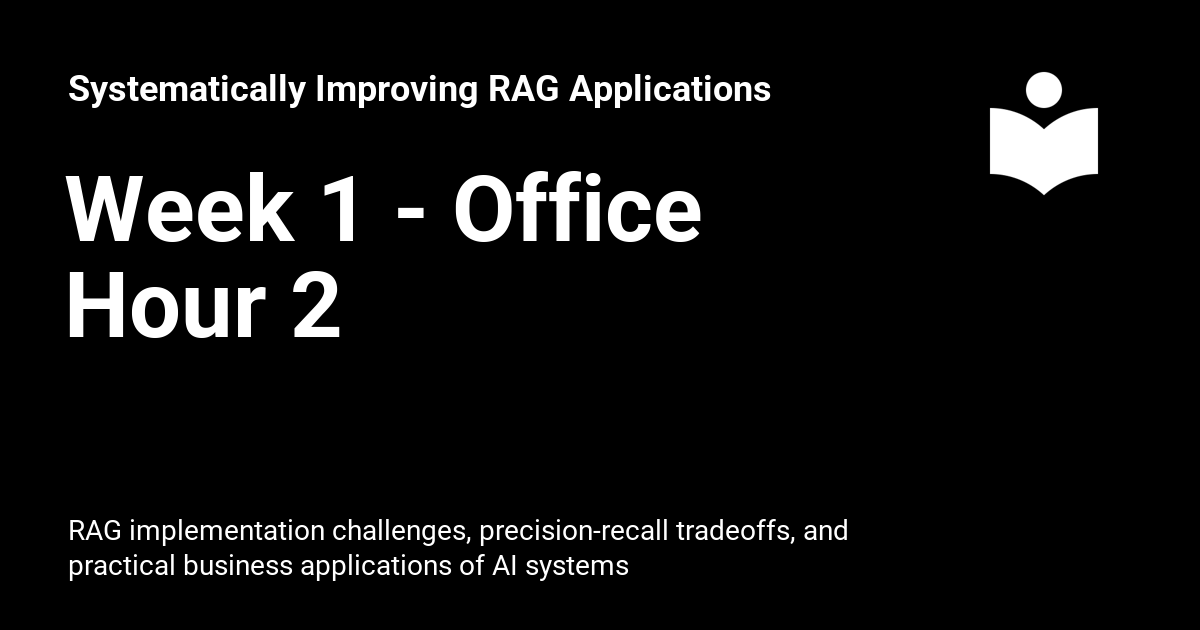 Systematically Improving RAG Applications
Week 1 - Office
Hour 2
RAG implementation challenges, precision-recall tradeoffs, and
practical business applications of AI systems